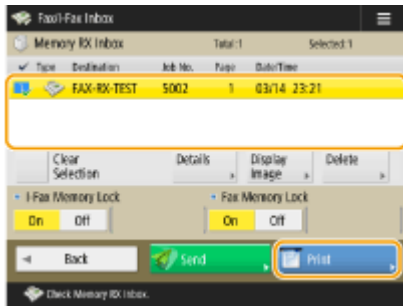 Fax/I-Fax Inbox
Memory RX Inbox Total:1 Selected:1
Type Destination Job No. Page Date/Time
FAX-RX-TEST 5002 1 03/14 23:21
Clear Selection Details Display Image Delete
I-Fax Memory Lock Fax Memory Lock
On Off On Off
Back Send Print
Check Memory RX Inbox.